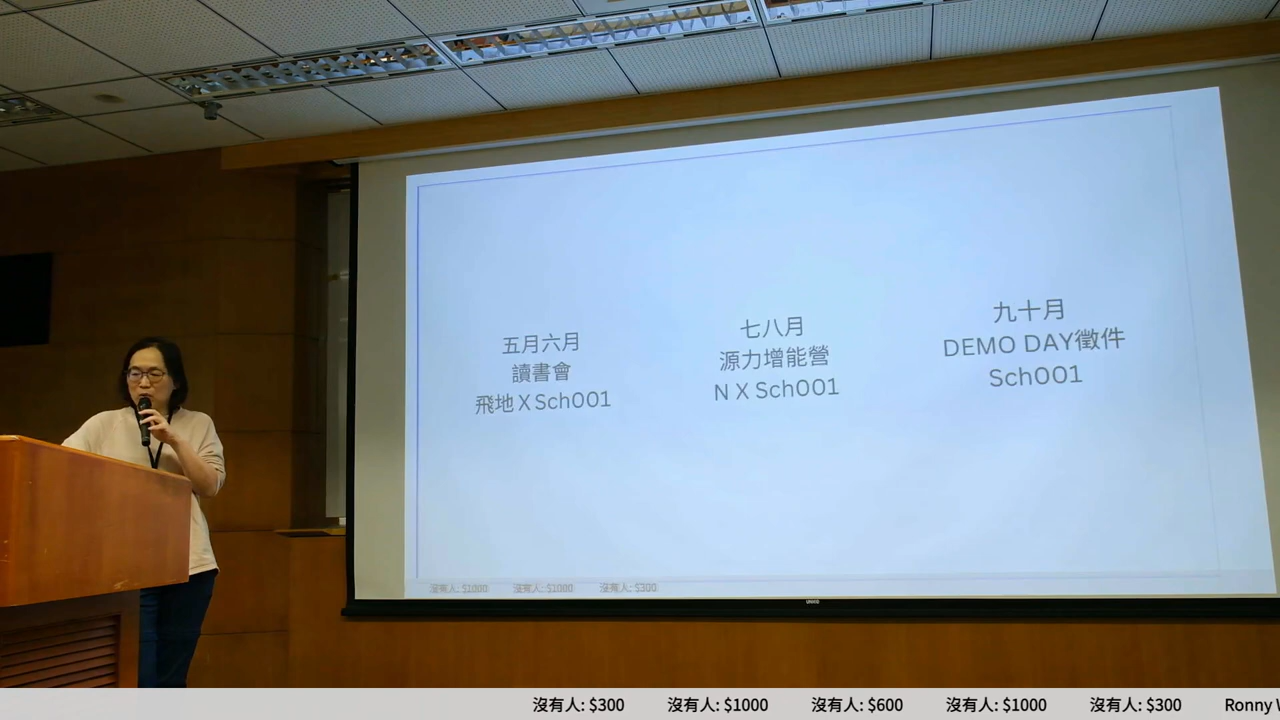 五月六月
讀書會
飛地 X Sch001
七八月
源力增能營
N X Sch001
九十月
DEMO DAY徵件
Sch001
沒有人: $1000 沒有人: $1000 沒有人: $300
沒有人: $300 沒有人: $1000 沒有人: $600 沒有人: $1000 沒有人: $300 Ronny